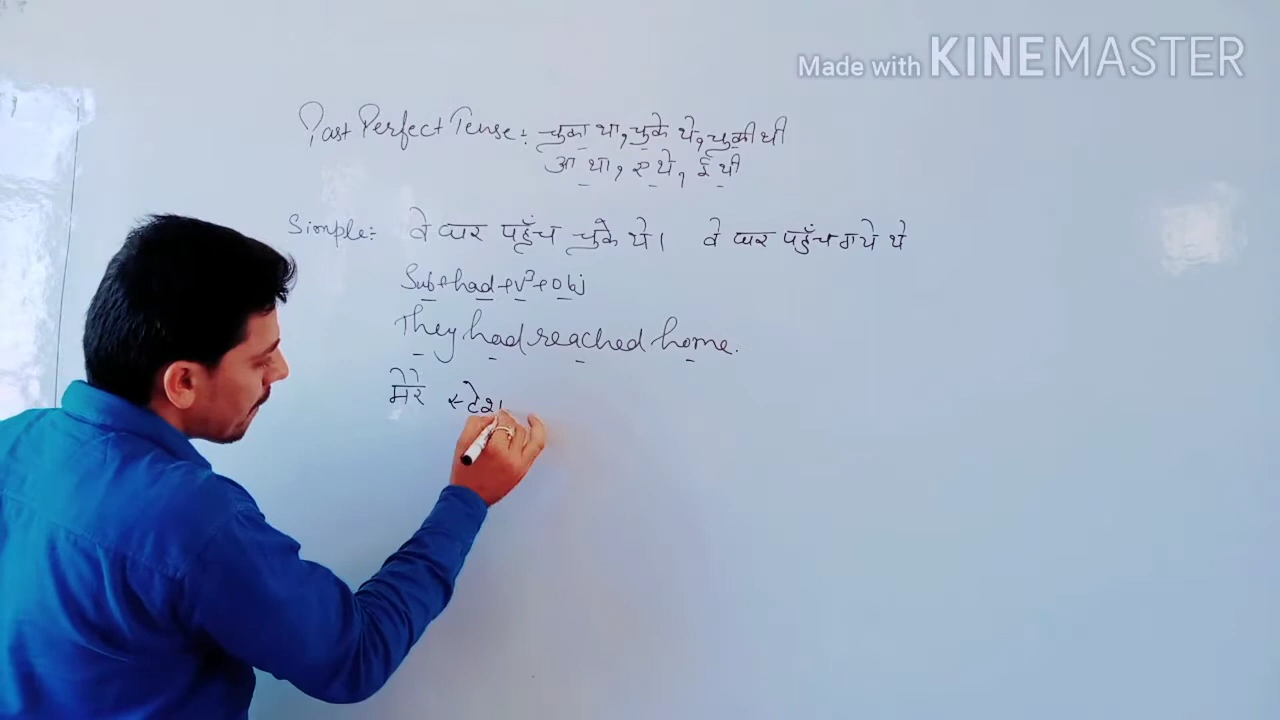 Made with KINEMASTER
Past Perfect Tense:- चुका था, चुके थे, चुकी थी
आ था, ए थे, ई थी
Simple:- वे घर पहुँच चुके थे। वे घर पहुँच गये थे
Sub+had+v³+obj
They had reached home.
मेरे स्टेश